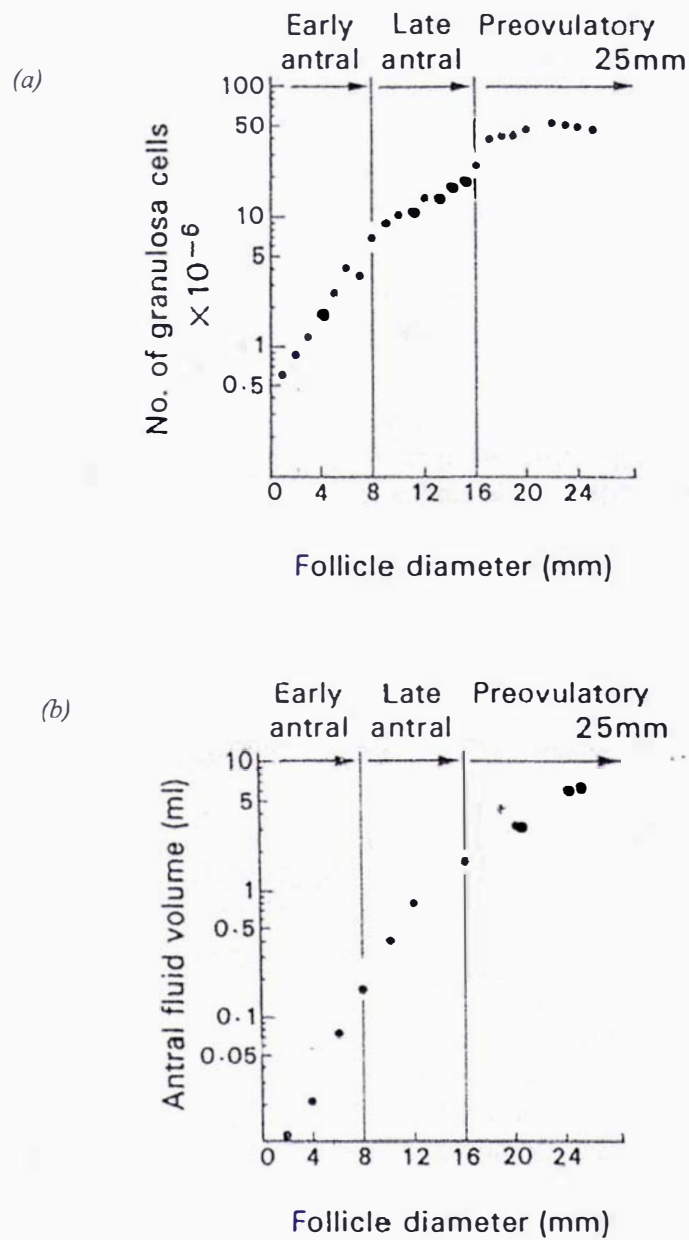 (a)
Early Late Preovulatory
antral antral 25mm
100
50
10
5
1
0·5
No. of granulosa cells
× 10⁻⁶
0 4 8 12 16 20 24
Follicle diameter (mm)
(b)
Early Late Preovulatory
antral antral 25mm
10
5
1
0·5
0·1
0·05
Antral fluid volume (ml)
0 4 8 12 16 20 24
Follicle diameter (mm)